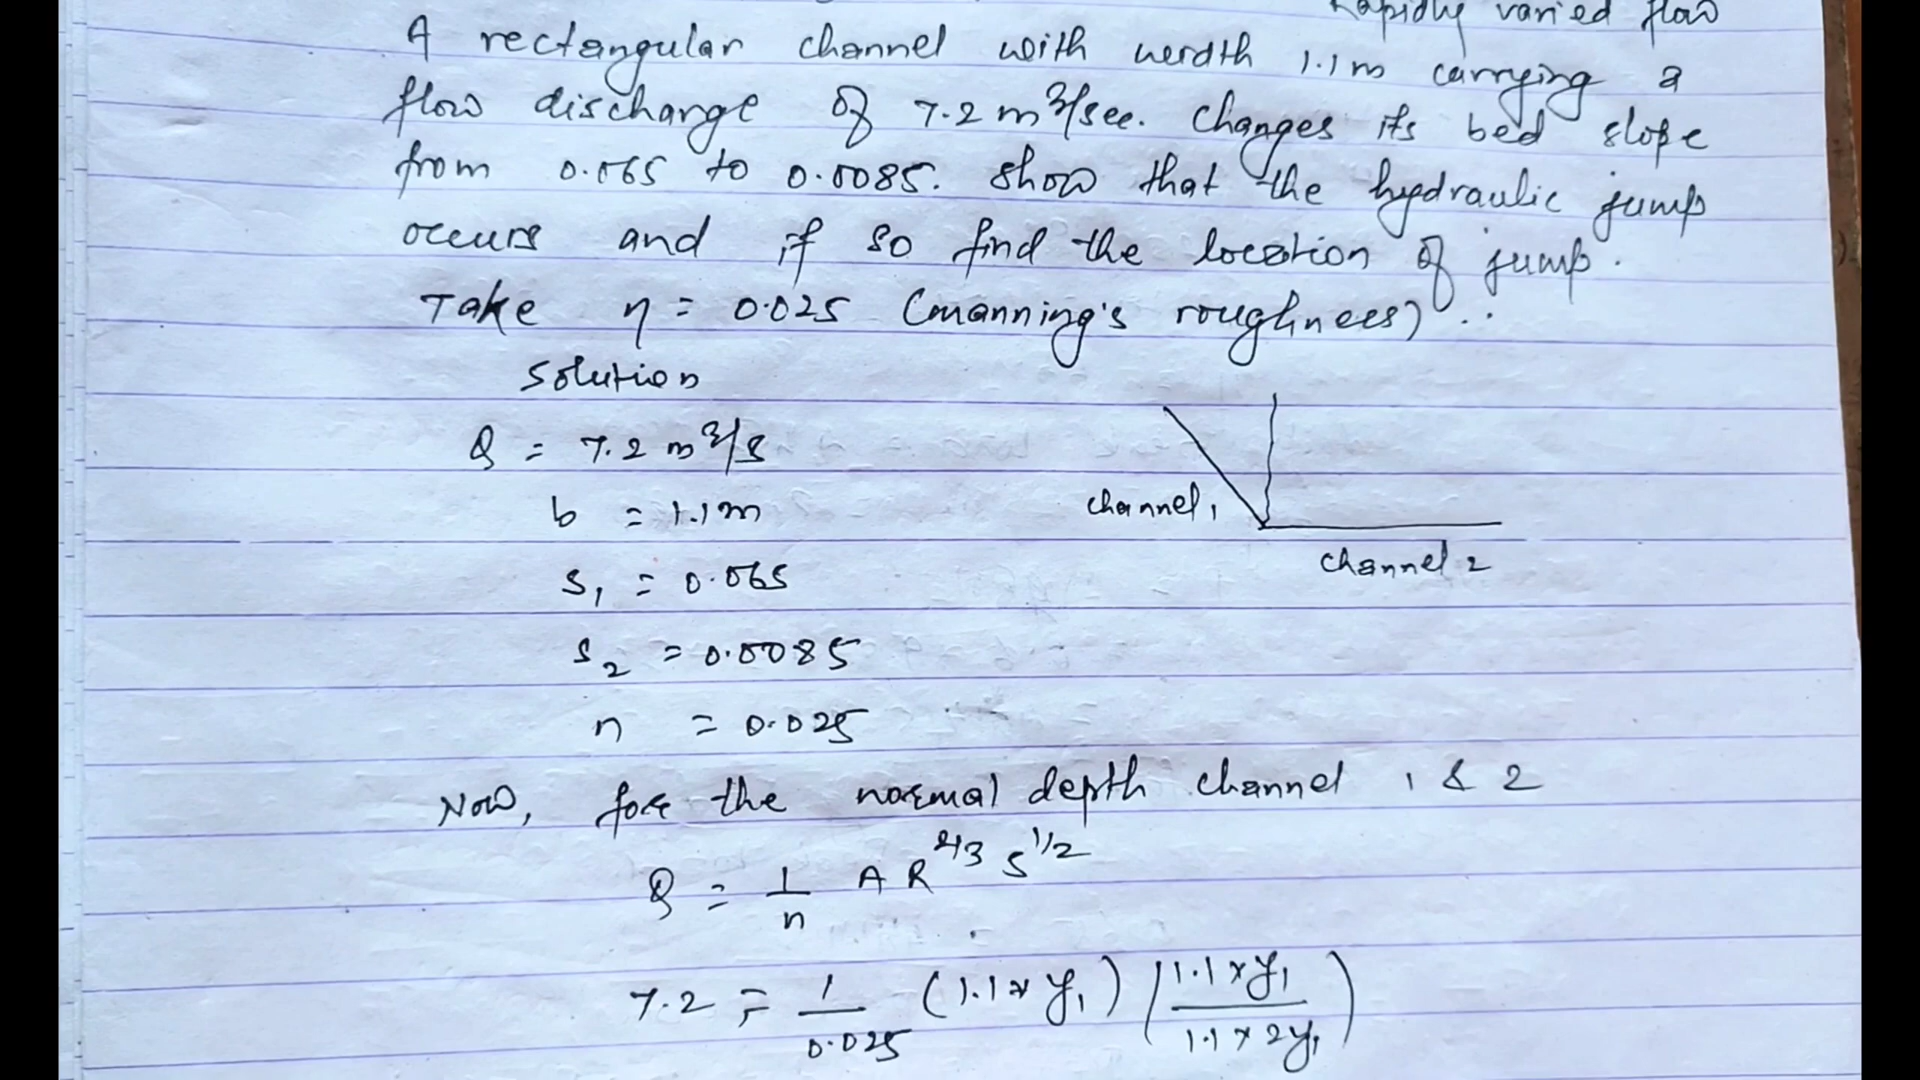 Rapidly varied flow
A rectangular channel with width 1.1m carrying a
flow discharge of 7.2 m³/sec. changes its bed slope
from 0.065 to 0.0085. show that the hydraulic jump
occurs and if so find the location of jump.
Take η = 0.025 (manning's roughness)..
Solution
Q = 7.2 m³/s
b = 1.1m
channel 1
S₁ = 0.065
channel 2
S₂ = 0.0085
n = 0.025
Now, for the normal depth channel 1 & 2
Q = 1/n A R^2/3 S^1/2
7.2 = 1/0.025 (1.1 × y₁) (1.1 × y₁ / 1.1 × 2y₁)